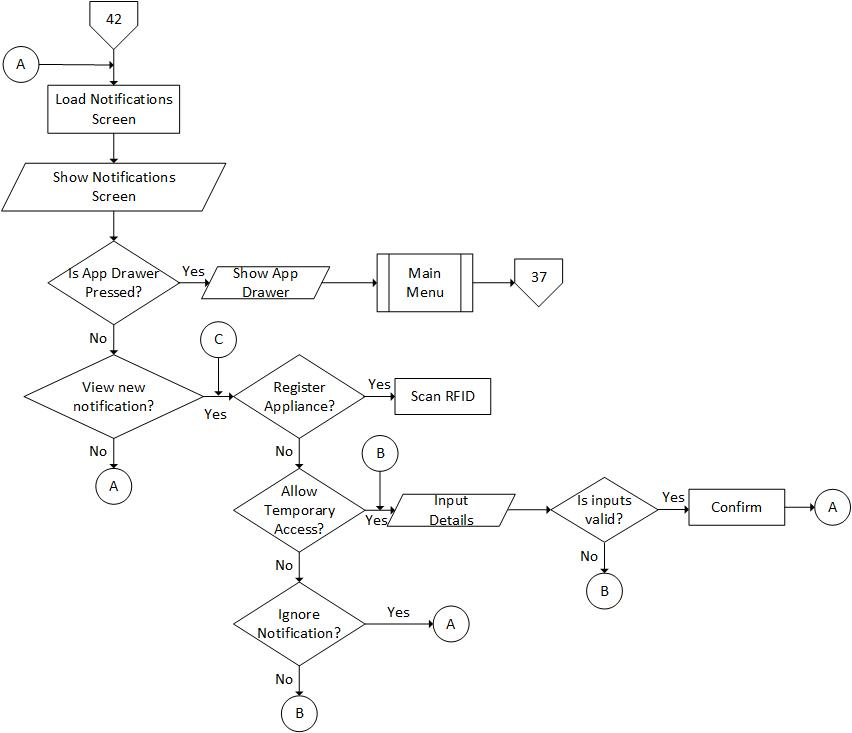 42
A
Load Notifications
Screen
Show Notifications
Screen
Is App Drawer
Pressed?
Yes
Show App
Drawer
Main
Menu
37
No
C
View new
notification?
Yes
Register
Appliance?
Yes
Scan RFID
No
A
No
B
Allow
Temporary
Access?
Yes
Input
Details
Is inputs
valid?
Yes
Confirm
A
No
B
No
Ignore
Notification?
Yes
A
No
B